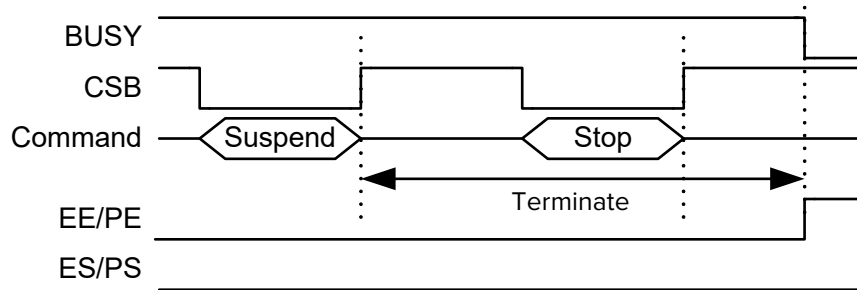 BUSY
CSB
Command
Suspend
Stop
Terminate
EE/PE
ES/PS